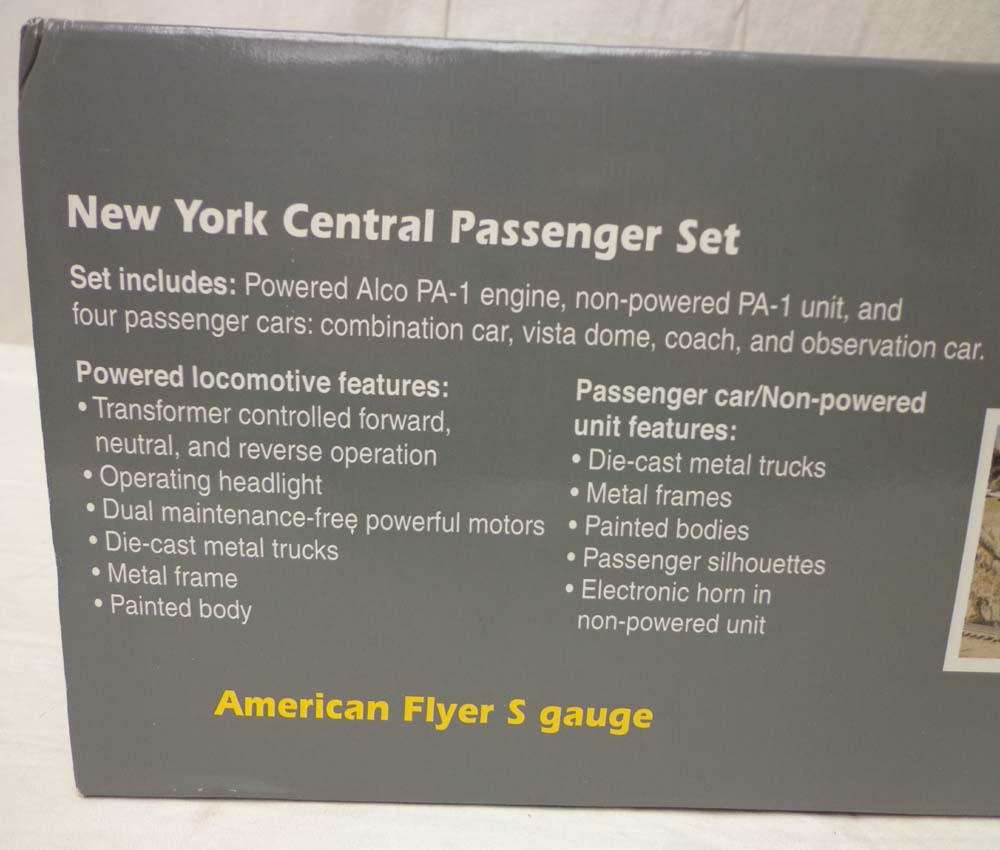 New York Central Passenger Set
Set includes: Powered Alco PA-1 engine, non-powered PA-1 unit, and
four passenger cars: combination car, vista dome, coach, and observation car.
Powered locomotive features:
• Transformer controlled forward,
neutral, and reverse operation
• Operating headlight
• Dual maintenance-free powerful motors
• Die-cast metal trucks
• Metal frame
• Painted body
Passenger car/Non-powered
unit features:
• Die-cast metal trucks
• Metal frames
• Painted bodies
• Passenger silhouettes
• Electronic horn in
non-powered unit
American Flyer S gauge